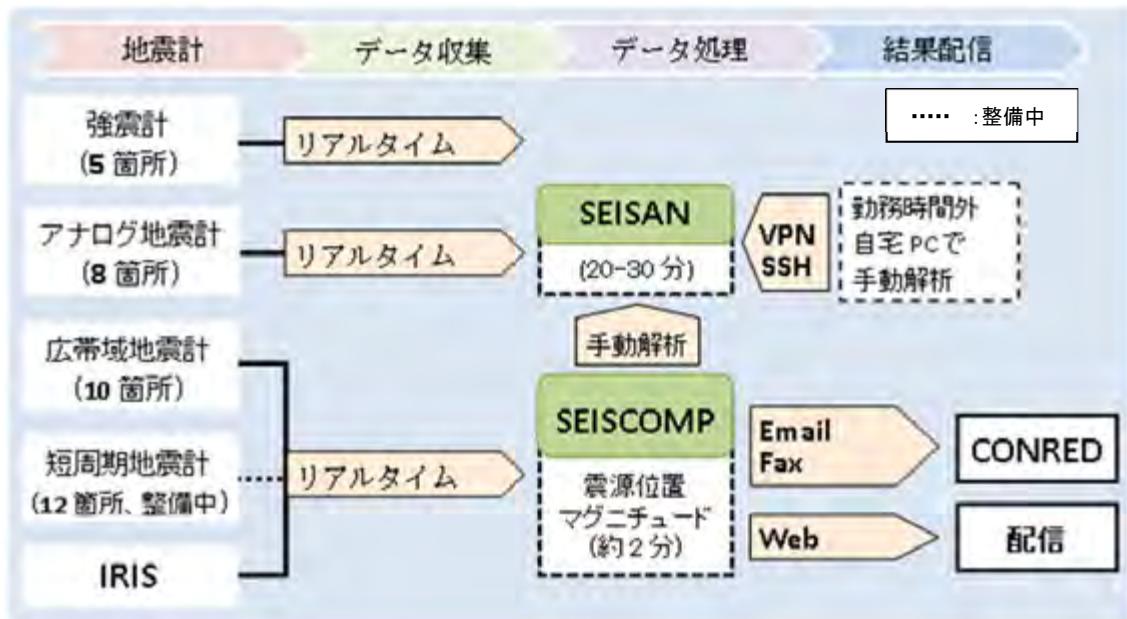 地震計
データ収集
データ処理
結果配信
····· :整備中
強震計
(5 箇所)
リアルタイム
アナログ地震計
(8 箇所)
リアルタイム
SEISAN
(20-30 分)
VPN
SSH
勤務時間外
自宅 PCで
手動解析
手動解析
広帯域地震計
(10 箇所)
短周期地震計
(12 箇所、整備中)
IRIS
リアルタイム
SEISCOMP
震源位置
マグニチュード
(約2分)
Email
Fax
CONRED
Web
配信